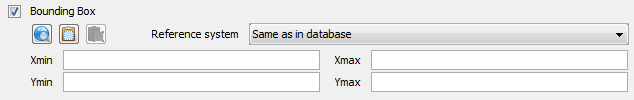 Bounding Box
Reference system Same as in database
Xmin Xmax
Ymin Ymax